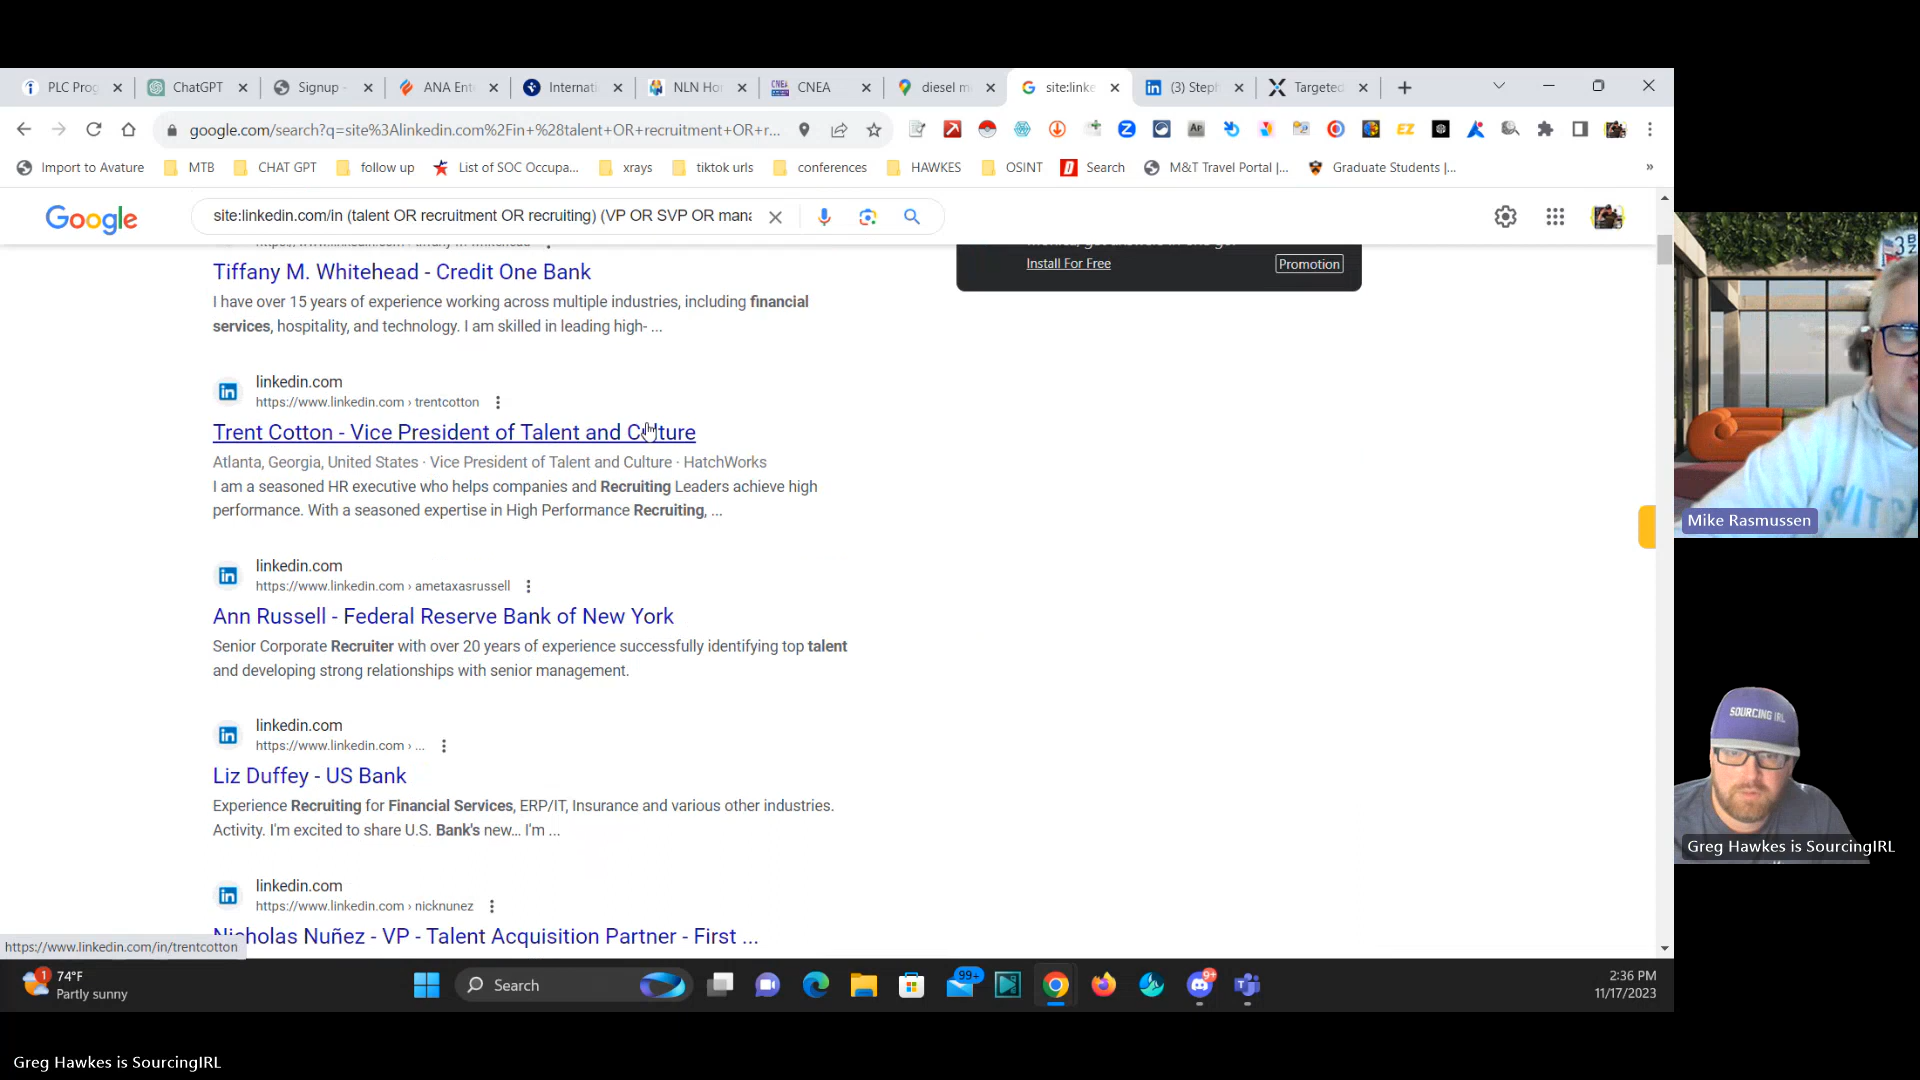 PLC Prog
ChatGPT
Signup -
ANA Ent
Internati
NLN Ho
CNEA
diesel m
site:linke
(3) Steph
Targeted
google.com/search?q=site%3Alinkedin.com%2Fin+%28talent+OR+recruitment+OR+r...
Import to Avature
MTB
CHAT GPT
follow up
List of SOC Occupa...
xrays
tiktok urls
conferences
HAWKES
OSINT
Search
M&T Travel Portal |...
Graduate Students |...
»
Google
site:linkedin.com/in (talent OR recruitment OR recruiting) (VP OR SVP OR mana
Install For Free
Promotion
Tiffany M. Whitehead - Credit One Bank
I have over 15 years of experience working across multiple industries, including financial
services, hospitality, and technology. I am skilled in leading high- ...
linkedin.com
https://www.linkedin.com › trentcotton
Trent Cotton - Vice President of Talent and Culture
Atlanta, Georgia, United States · Vice President of Talent and Culture · HatchWorks
I am a seasoned HR executive who helps companies and Recruiting Leaders achieve high
performance. With a seasoned expertise in High Performance Recruiting, ...
linkedin.com
https://www.linkedin.com › ametaxasrussell
Ann Russell - Federal Reserve Bank of New York
Senior Corporate Recruiter with over 20 years of experience successfully identifying top talent
and developing strong relationships with senior management.
linkedin.com
https://www.linkedin.com › ...
Liz Duffey - US Bank
Experience Recruiting for Financial Services, ERP/IT, Insurance and various other industries.
Activity. I'm excited to share U.S. Bank's new... I'm ...
linkedin.com
https://www.linkedin.com › nicknunez
Nicholas Nuñez - VP - Talent Acquisition Partner - First ...
https://www.linkedin.com/in/trentcotton
1
74°F
Partly sunny
Search
99+
9+
2:36 PM
11/17/2023
Mike Rasmussen
SOURCING IRL
Greg Hawkes is SourcingIRL
Greg Hawkes is SourcingIRL